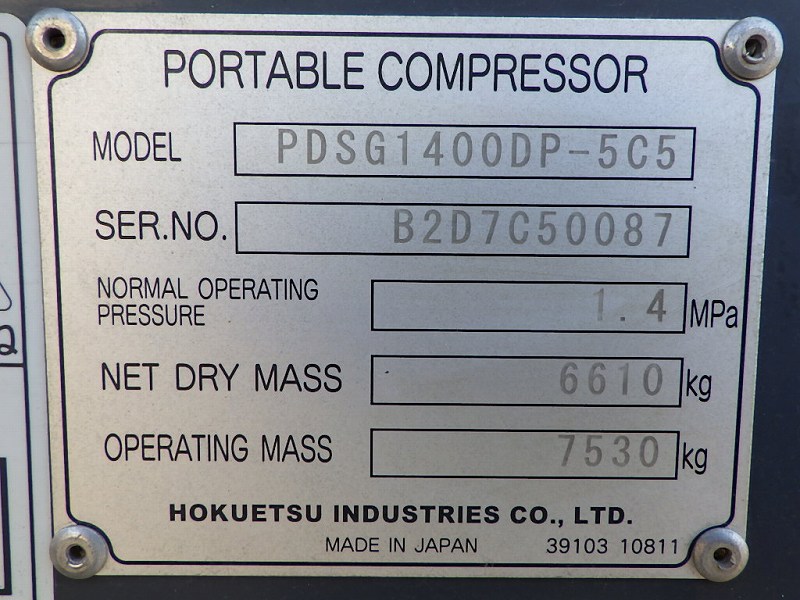 PORTABLE COMPRESSOR
MODEL PDSG1400DP-5C5
SER.NO. B2D7C50087
NORMAL OPERATING
PRESSURE 1.4 MPa
NET DRY MASS 6610 kg
OPERATING MASS 7530 kg
HOKUETSU INDUSTRIES CO., LTD.
MADE IN JAPAN 39103 10811
2